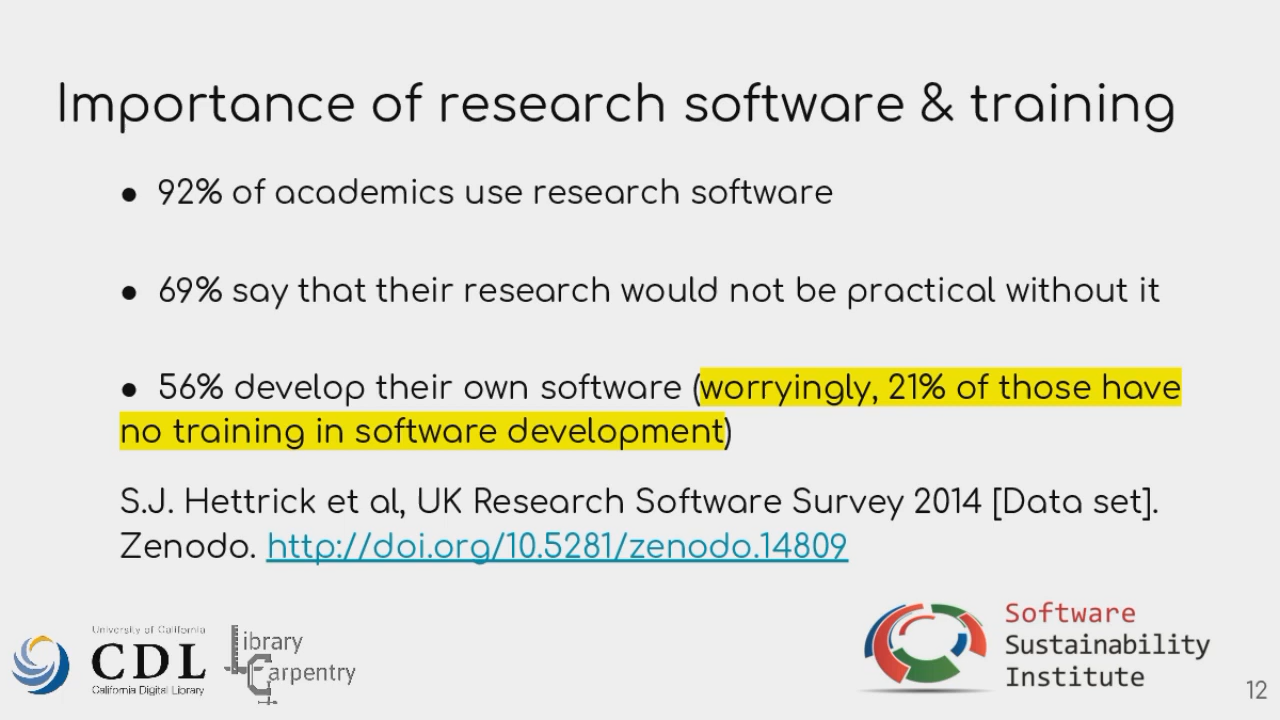 Importance of research software & training
● 92% of academics use research software
● 69% say that their research would not be practical without it
● 56% develop their own software (worryingly, 21% of those have
no training in software development)
S.J. Hettrick et al, UK Research Software Survey 2014 [Data set].
Zenodo. http://doi.org/10.5281/zenodo.14809
University of California
CDL
California Digital Library
Library
Carpentry
Software
Sustainability
Institute
12